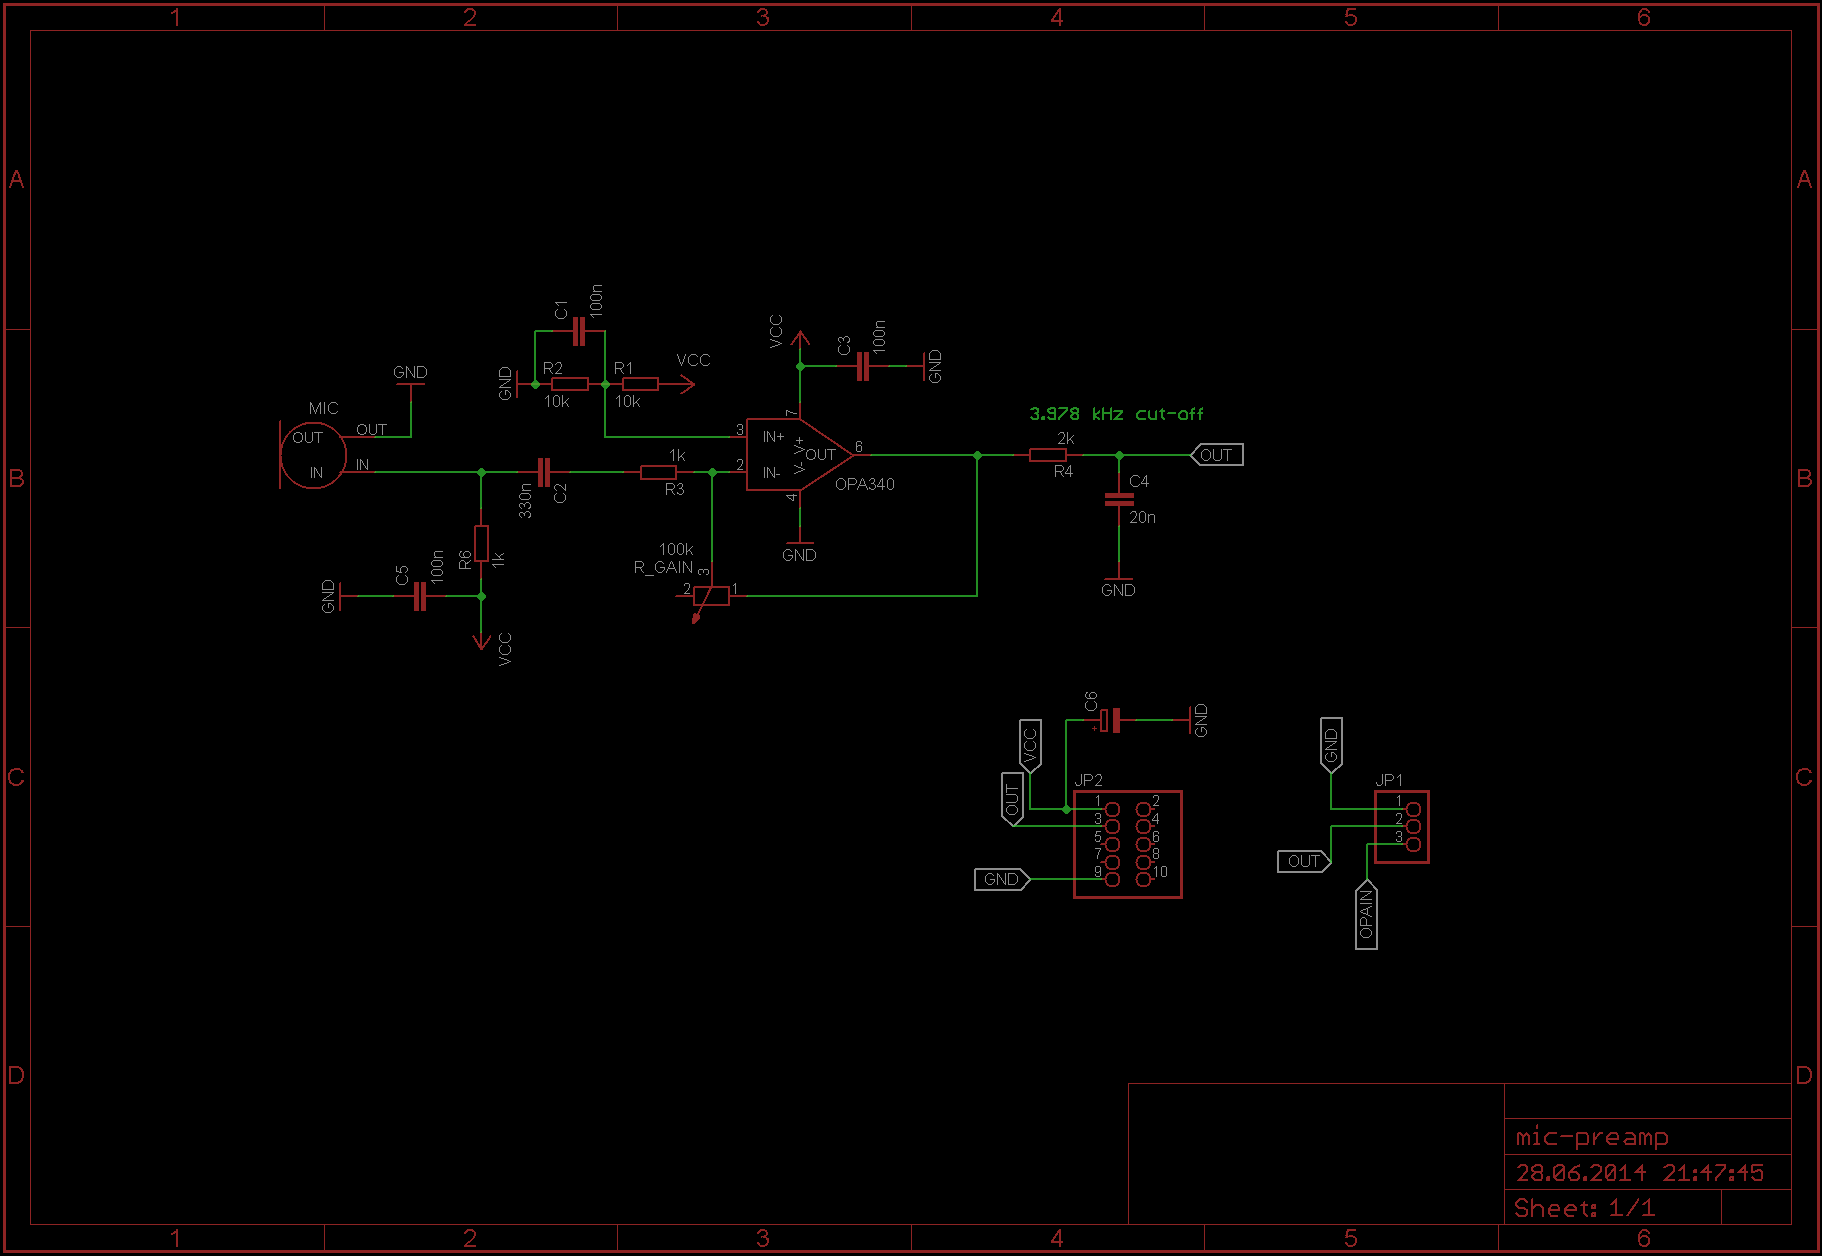 1 2 3 4 5 6
A A
B B
C C
D D
C1
100n
GND
R2
10k
R1
10k
VCC
VCC
C3
100n
GND
GND
MIC
OUT
IN
OUT
IN
330n
C2
1k
R3
3
2
7
4
6
IN+
IN-
V+
V-
OUT
OPA340
GND
3.978 kHz cut-off
2k
R4
OUT
C4
20n
GND
100k
R_GAIN
3
2
1
R6
1k
C5
100n
GND
VCC
C6
+
GND
VCC
OUT
GND
JP2
1 2
3 4
5 6
7 8
9 10
GND
OUT
OPAIN
JP1
1
2
3
mic-preamp
28.06.2014 21:47:45
Sheet: 1/1
1 2 3 4 5 6